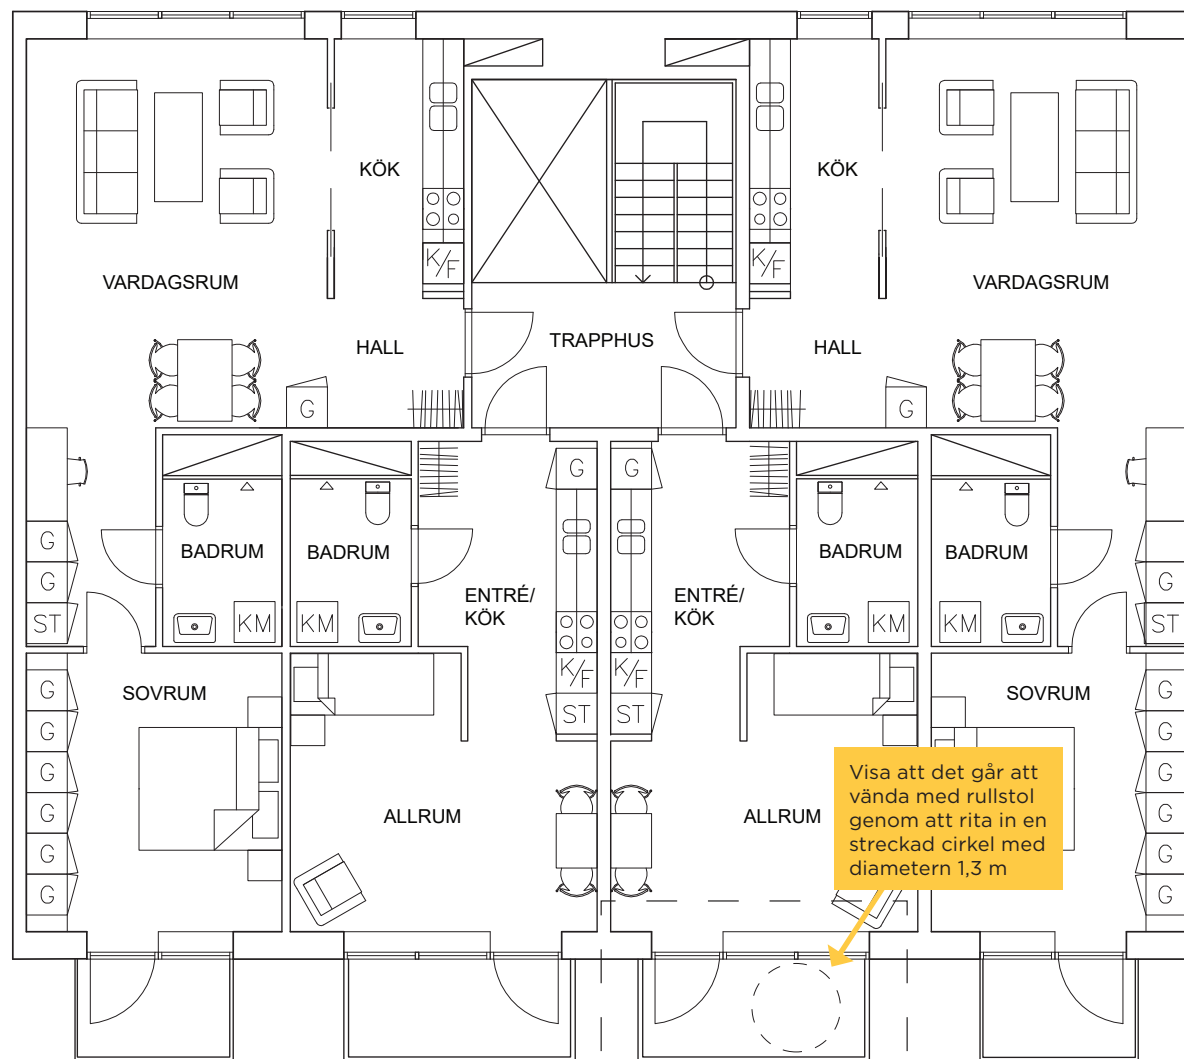 KÖK
KÖK
K/F
K/F
VARDAGSRUM
VARDAGSRUM
HALL
TRAPPHUS
HALL
G
G
G
G
BADRUM
BADRUM
BADRUM
BADRUM
G
G
G
ENTRÉ/
KÖK
ENTRÉ/
KÖK
ST
KM
KM
KM
KM
ST
K/F
K/F
G
SOVRUM
SOVRUM
G
ST
ST
G
G
G
G
Visa att det går att
vända med rullstol
genom att rita in en
streckad cirkel med
diametern 1,3 m
ALLRUM
ALLRUM
G
G
G
G
G
G